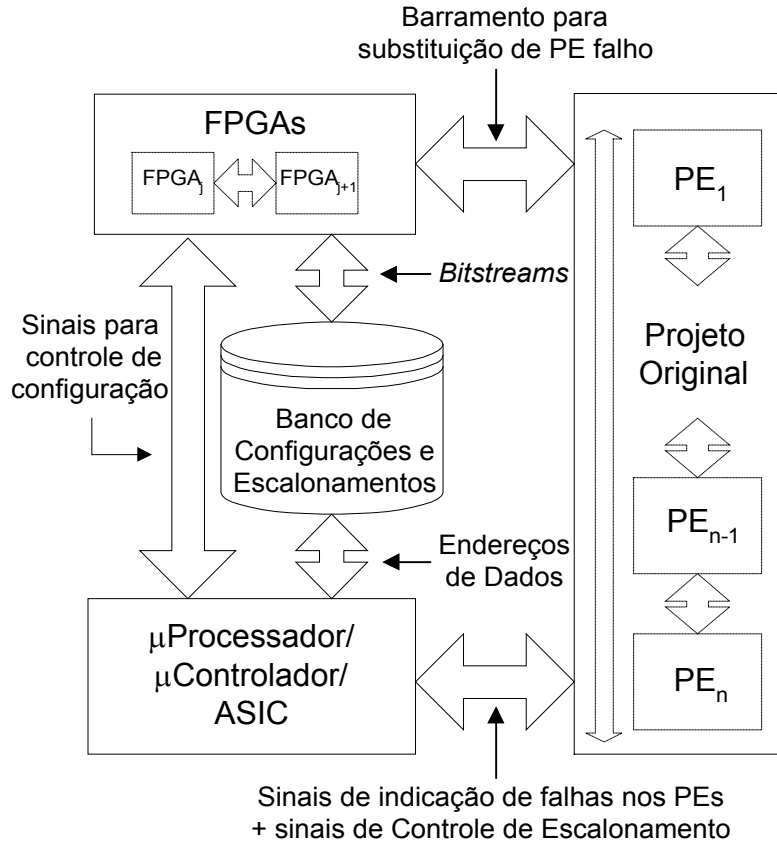 Barramento para
substituição de PE falho
FPGAs
FPGAj
FPGAj+1
PE1
Bitstreams
Sinais para
controle de
configuração
Projeto
Original
Banco de
Configurações e
Escalonamentos
PEn-1
Endereços
de Dados
μProcessador/
μControlador/
ASIC
PEn
Sinais de indicação de falhas nos PEs
+ sinais de Controle de Escalonamento